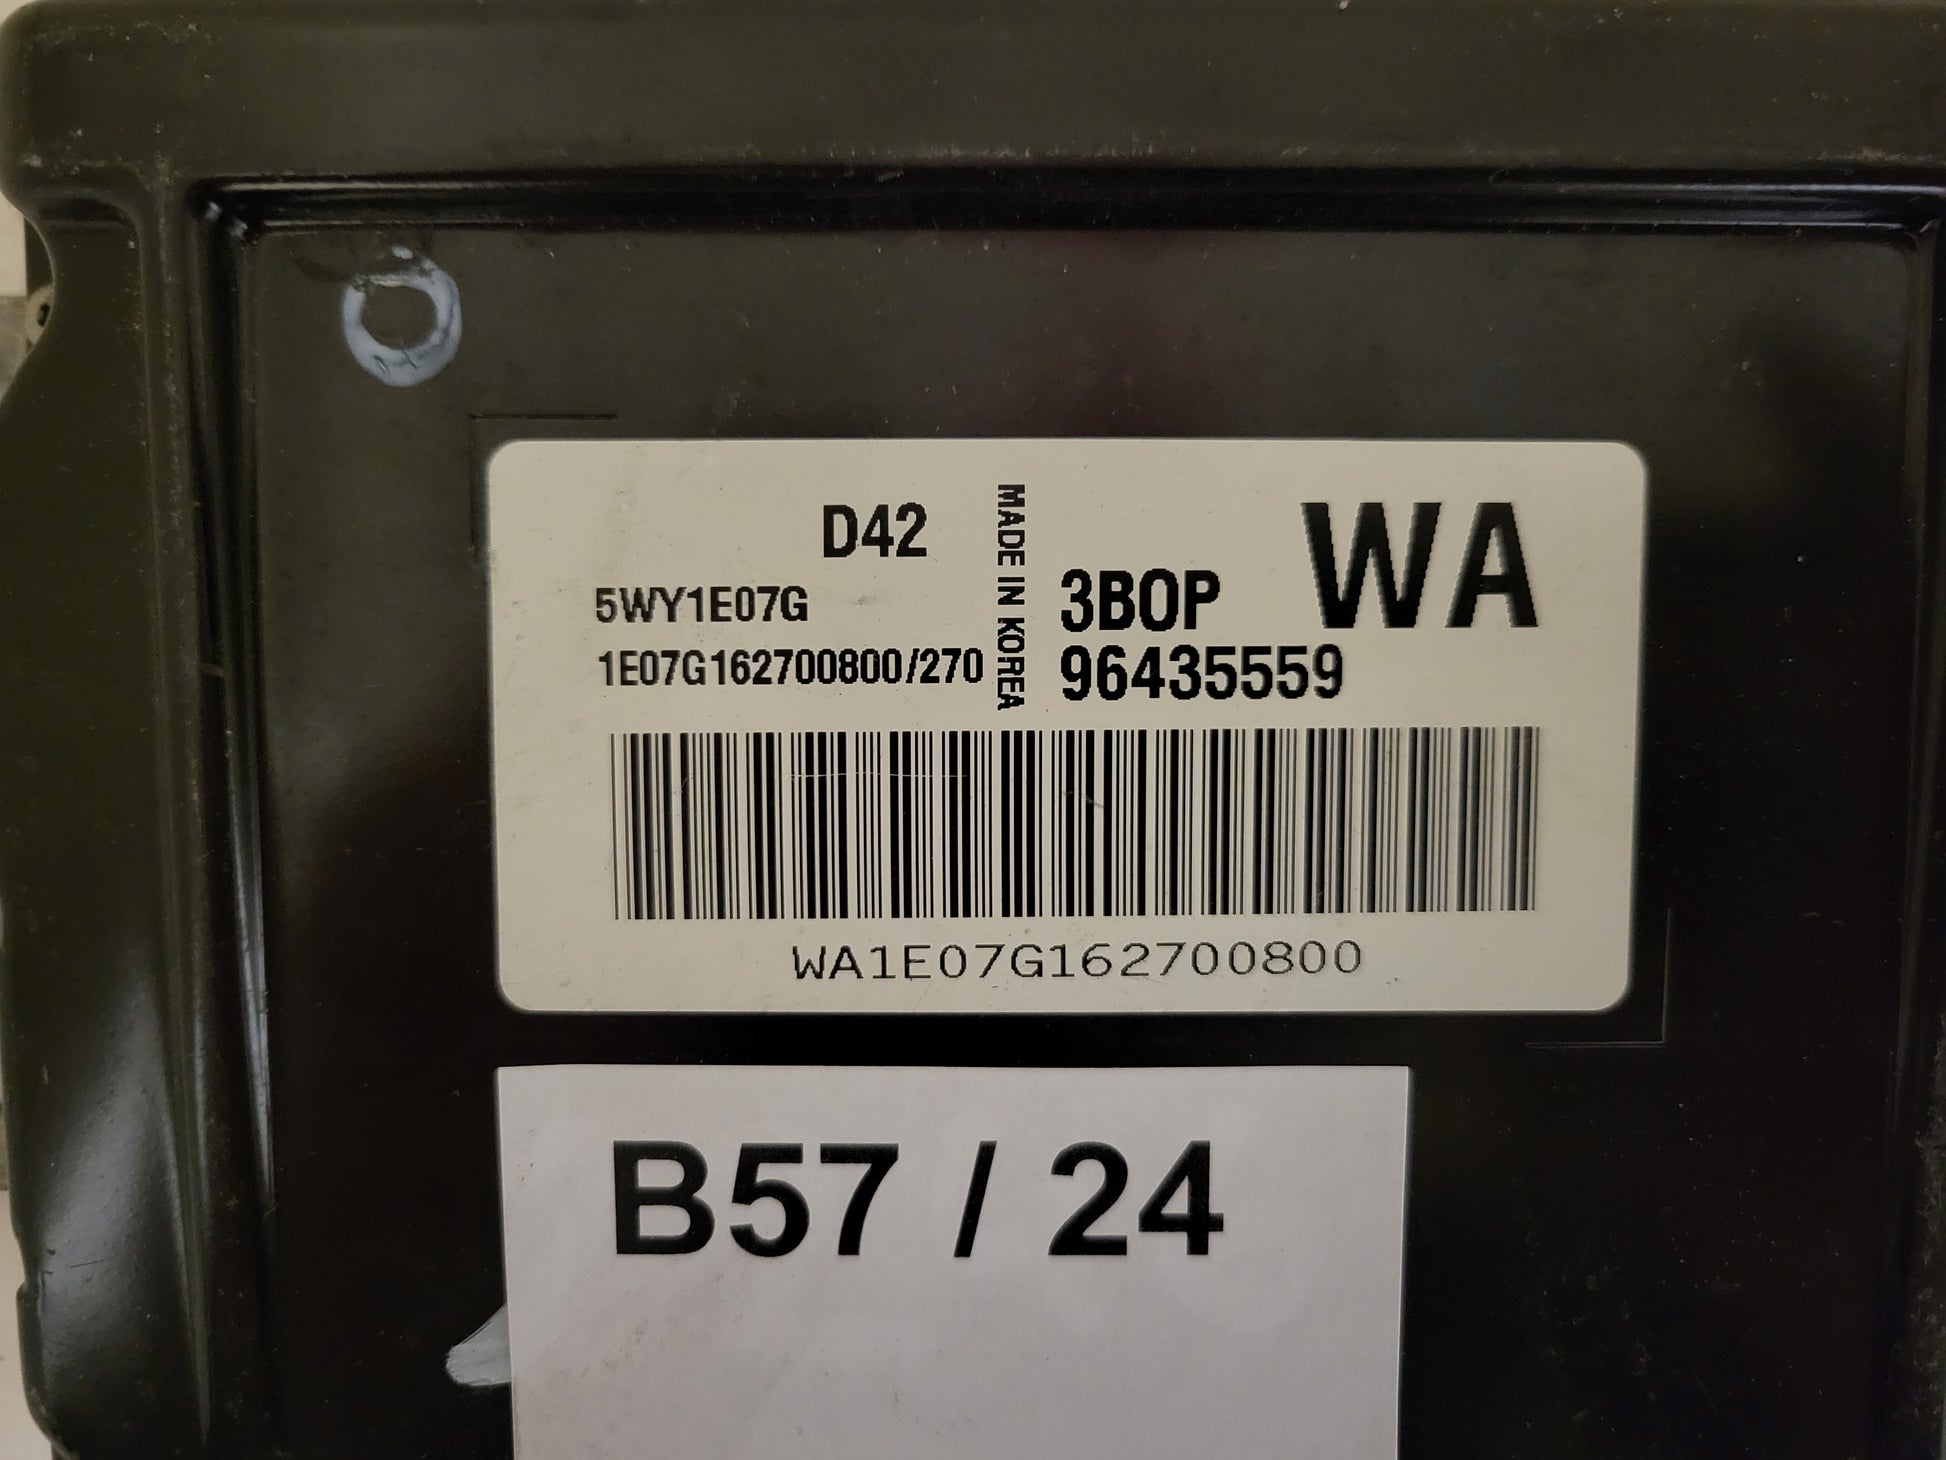 D42
5WY1E07G
1E07G162700800/270
MADE IN KOREA
WA
3BOP
96435559
WA1E07G162700800
B57 / 24